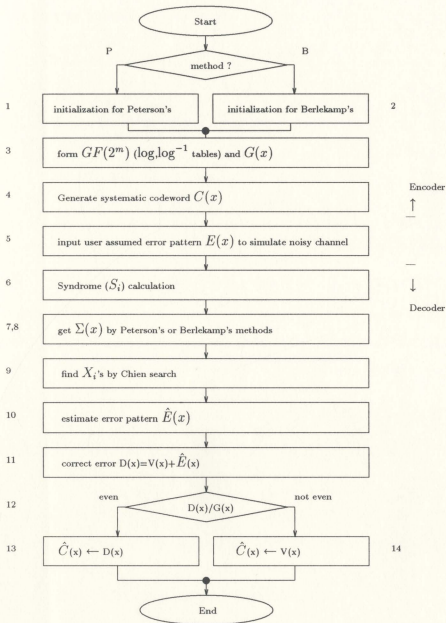 Start
P
B
method ?
1
initialization for Peterson's
initialization for Berlekamp's
2
3
form GF(2^m) (log,log^−1 tables) and G(x)
4
Generate systematic codeword C(x)
Encoder
↑
5
input user assumed error pattern E(x) to simulate noisy channel
6
Syndrome (S_i) calculation
↓
Decoder
7,8
get Σ(x) by Peterson's or Berlekamp's methods
9
find X_i's by Chien search
10
estimate error pattern Ê(x)
11
correct error D(x)=V(x)+Ê(x)
even
not even
12
D(x)/G(x)
13
Ĉ(x) ← D(x)
Ĉ(x) ← V(x)
14
End